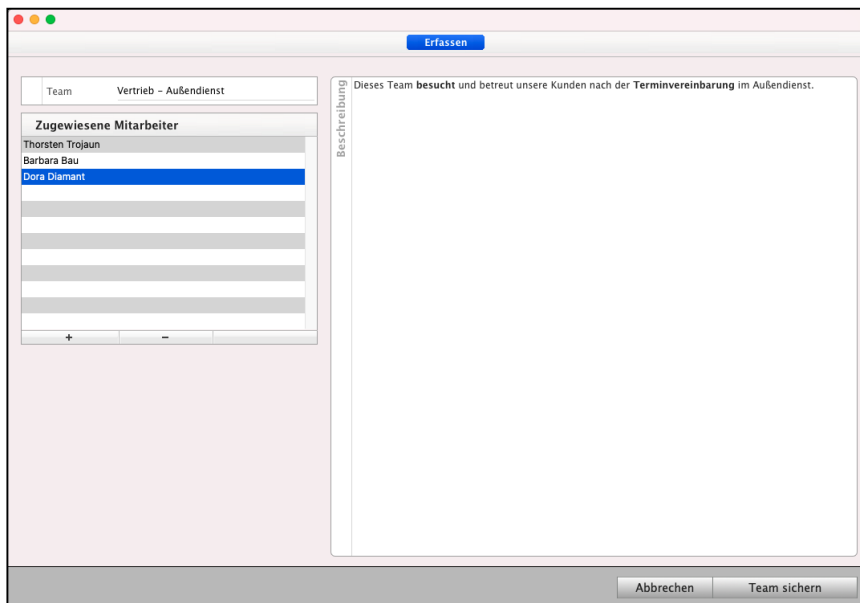 Erfassen
Team Vertrieb – Außendienst
Zugewiesene Mitarbeiter
Thorsten Trojaun
Barbara Bau
Dora Diamant
+ –
Beschreibung
Dieses Team besucht und betreut unsere Kunden nach der Terminvereinbarung im Außendienst.
Abbrechen Team sichern